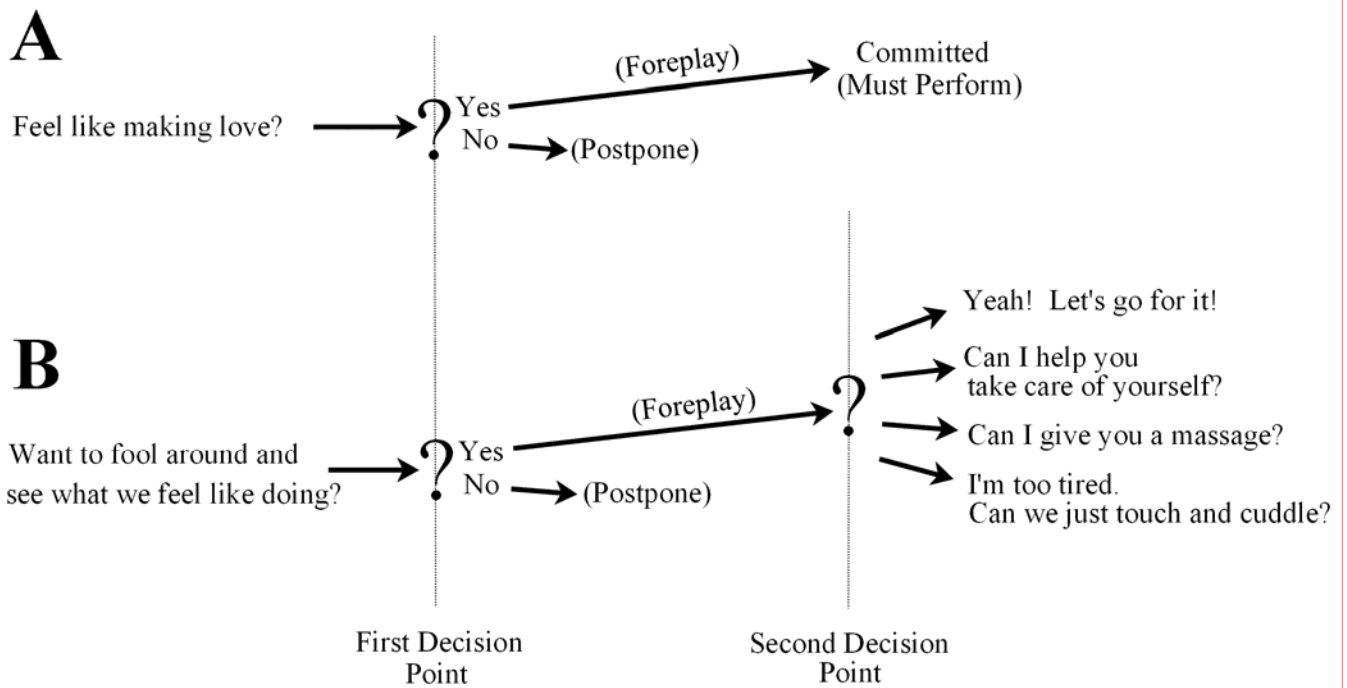 A
(Foreplay)
Committed
(Must Perform)
Feel like making love?
?
Yes
No
(Postpone)
B
Yeah! Let's go for it!
Can I help you
take care of yourself?
(Foreplay)
?
Can I give you a massage?
Want to fool around and
see what we feel like doing?
?
Yes
No
(Postpone)
I'm too tired.
Can we just touch and cuddle?
First Decision
Point
Second Decision
Point